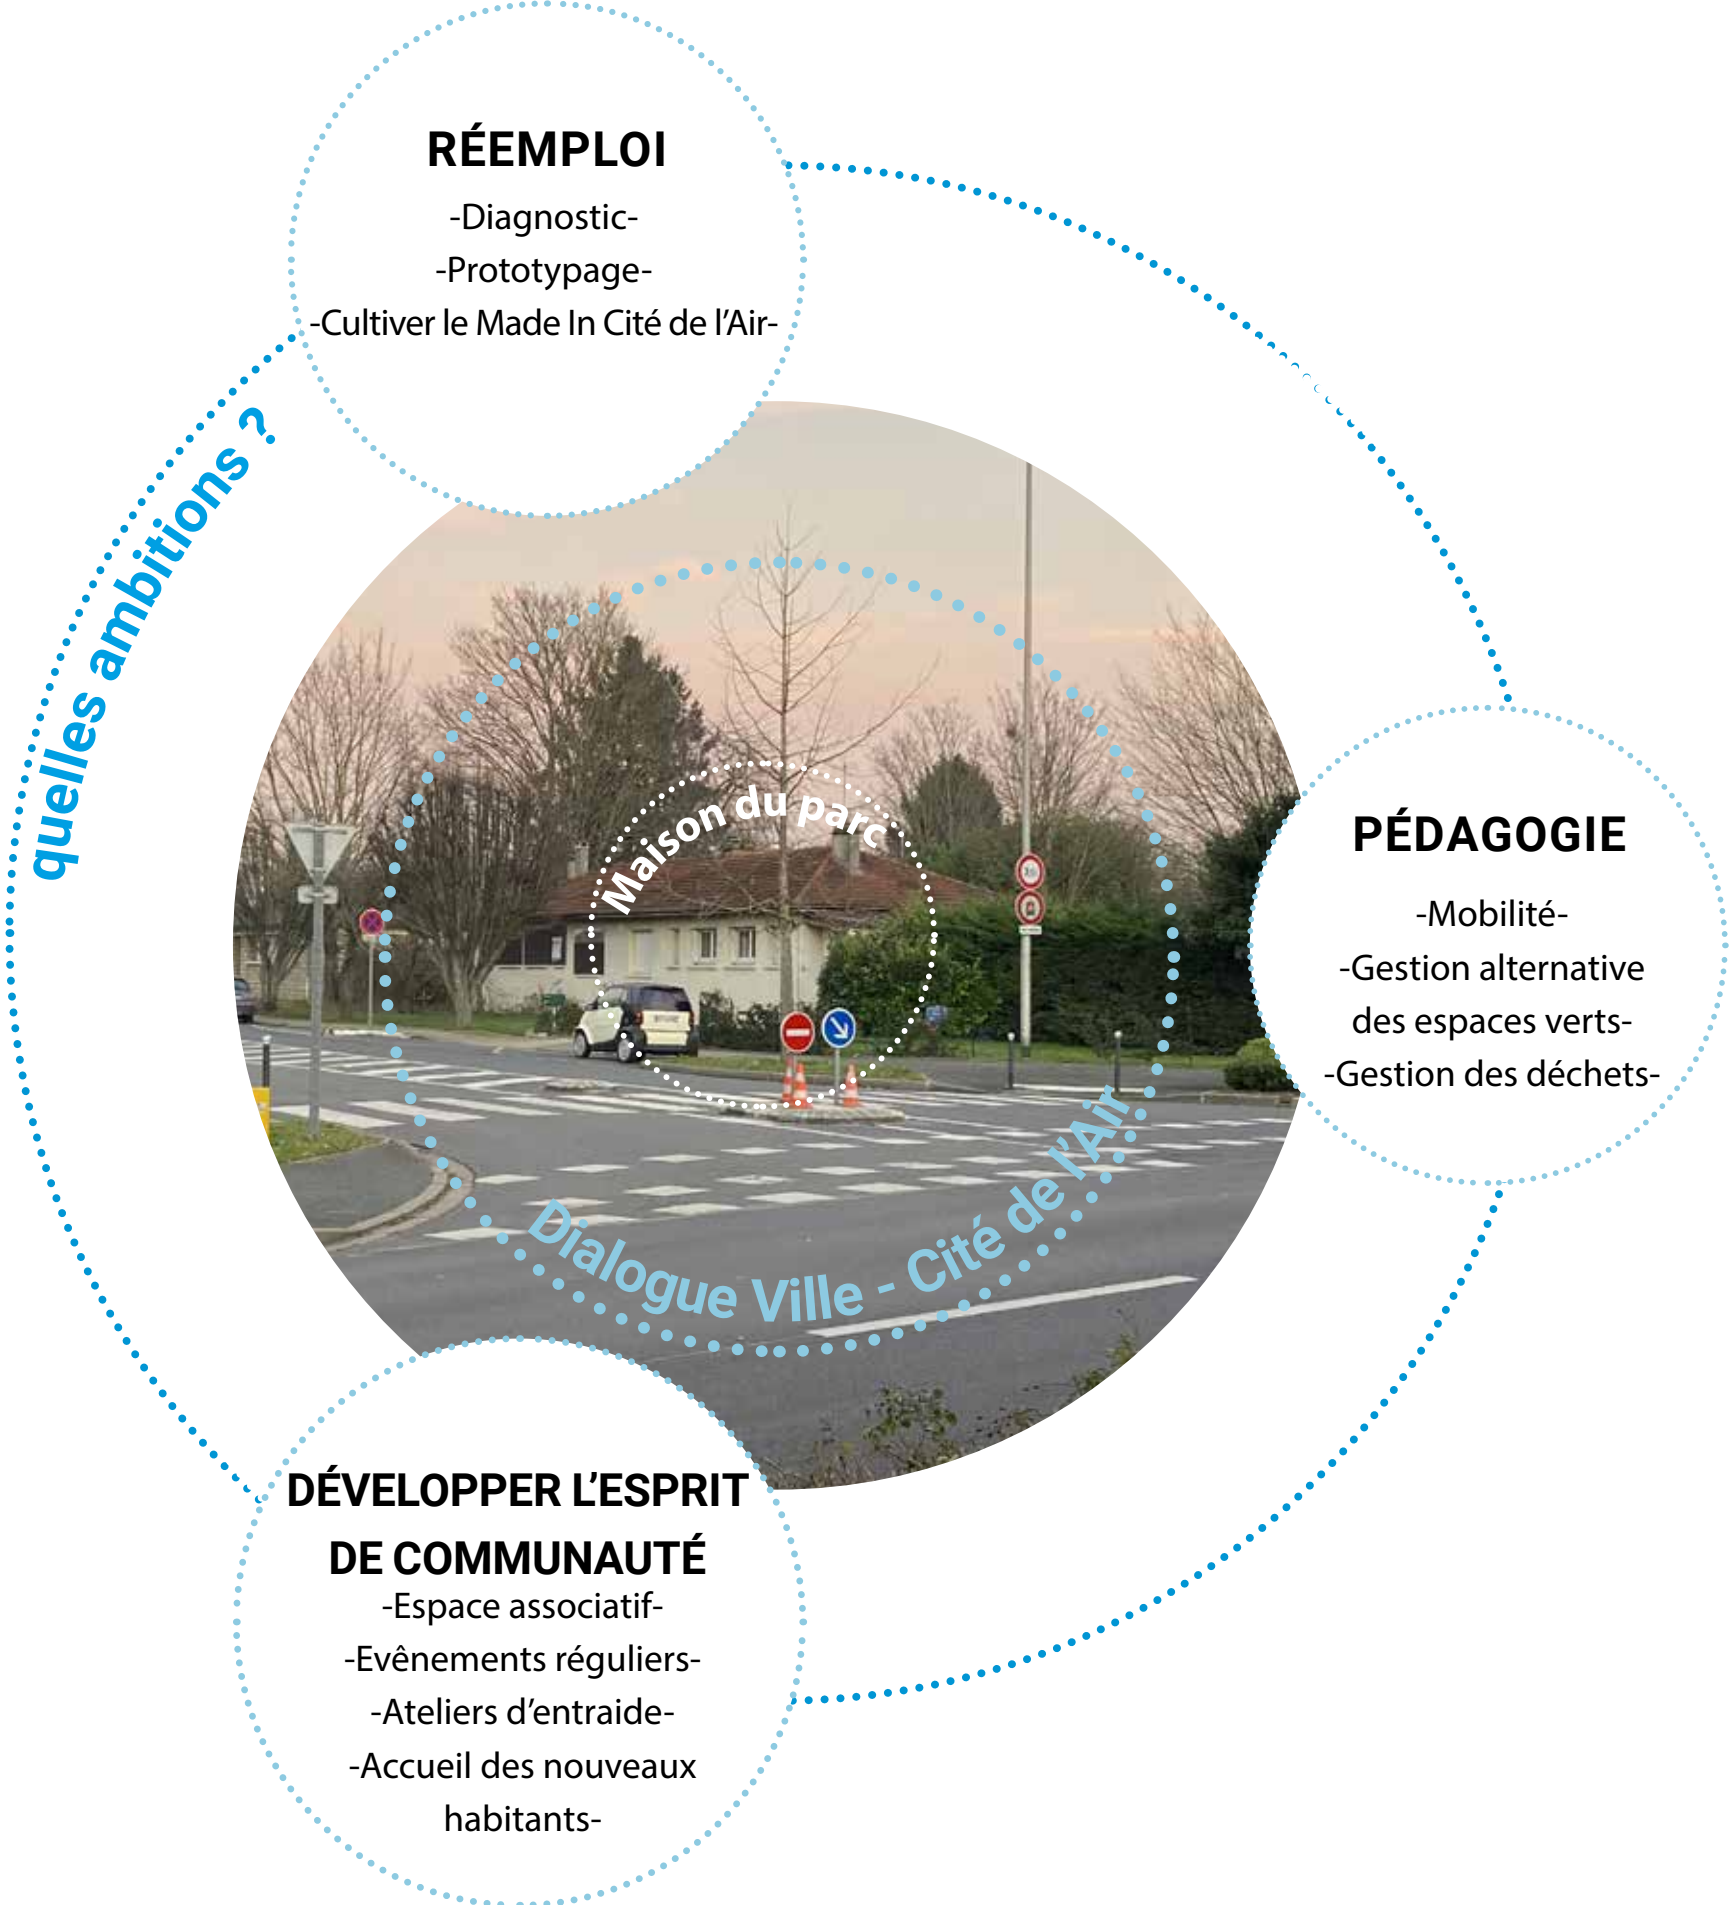 RÉEMPLOI
-Diagnostic-
-Prototypage-
-Cultiver le Made In Cité de l’Air-
quelles ambitions ?
Maison du parc
PÉDAGOGIE
-Mobilité-
-Gestion alternative
des espaces verts-
-Gestion des déchets-
Dialogue Ville - Cité de l’Air
DÉVELOPPER L’ESPRIT
DE COMMUNAUTÉ
-Espace associatif-
-Evênements réguliers-
-Ateliers d’entraide-
-Accueil des nouveaux
habitants-